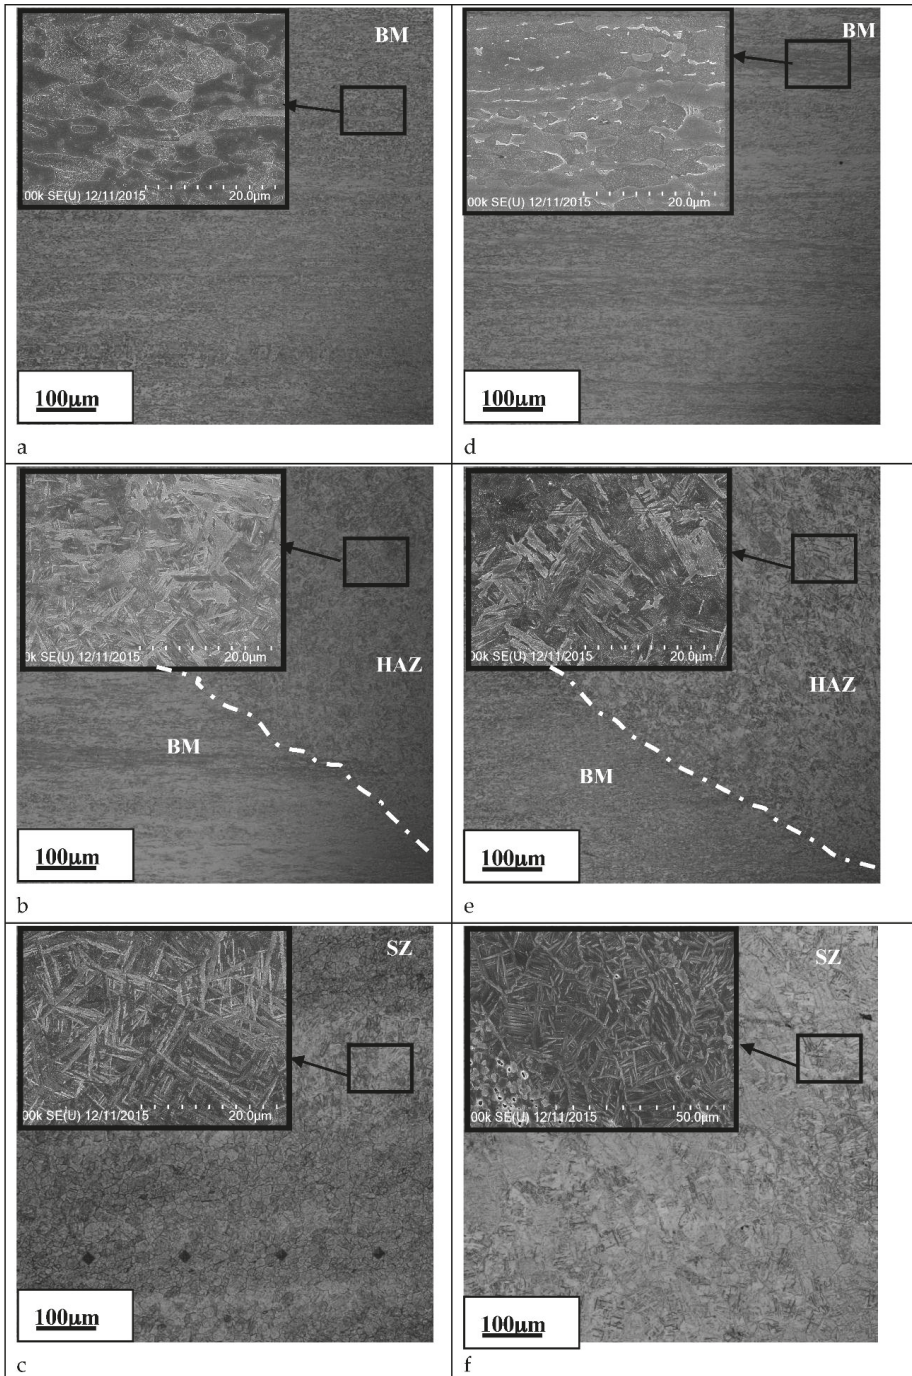 BM
00k SE(U) 12/11/2015 20.0μm
100μm
a
BM
00k SE(U) 12/11/2015 20.0μm
100μm
d
0k SE(U) 12/11/2015 20.0μm
HAZ
BM
100μm
b
00k SE(U) 12/11/2015 20.0μm
HAZ
BM
100μm
e
SZ
00k SE(U) 12/11/2015 20.0μm
100μm
c
SZ
00k SE(U) 12/11/2015 50.0μm
100μm
f